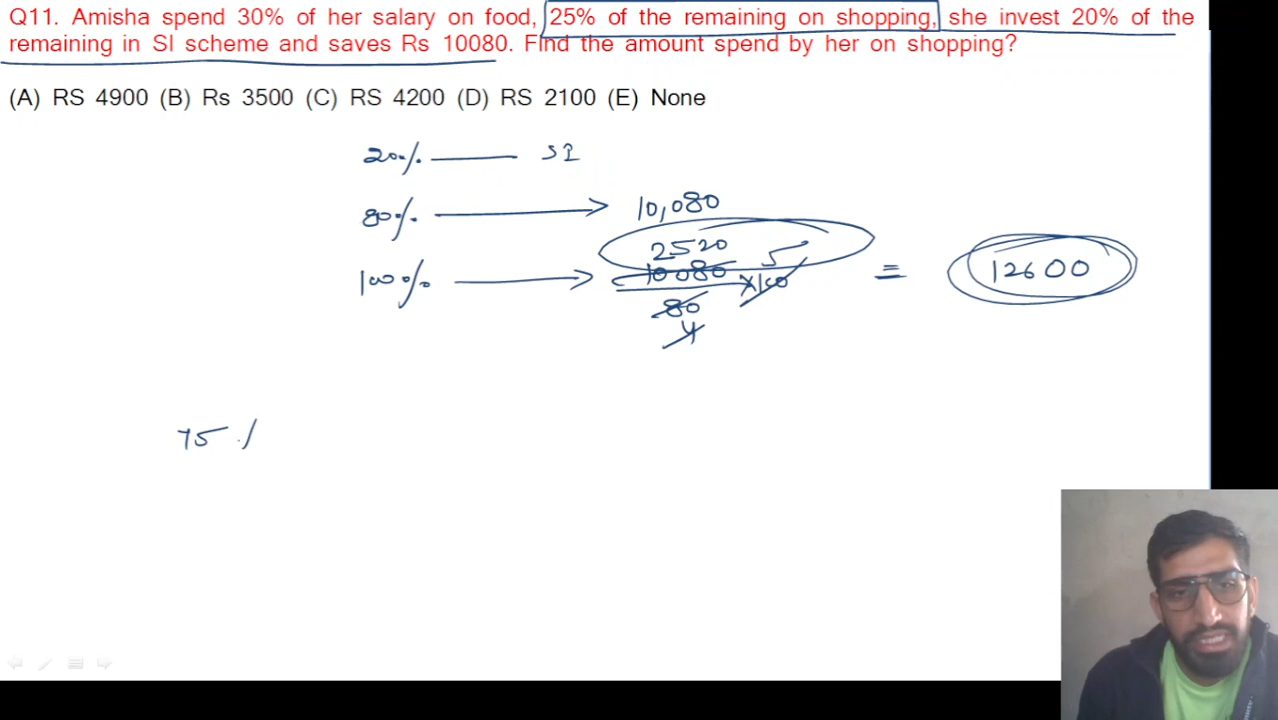 Q11. Amisha spend 30% of her salary on food, 25% of the remaining on shopping, she invest 20% of the
remaining in SI scheme and saves Rs 10080. Find the amount spend by her on shopping?
(A) RS 4900 (B) Rs 3500 (C) RS 4200 (D) RS 2100 (E) None
20% SI
80% 10,080
2520 5
100% 10080 x100 = 12600
80
4
75%